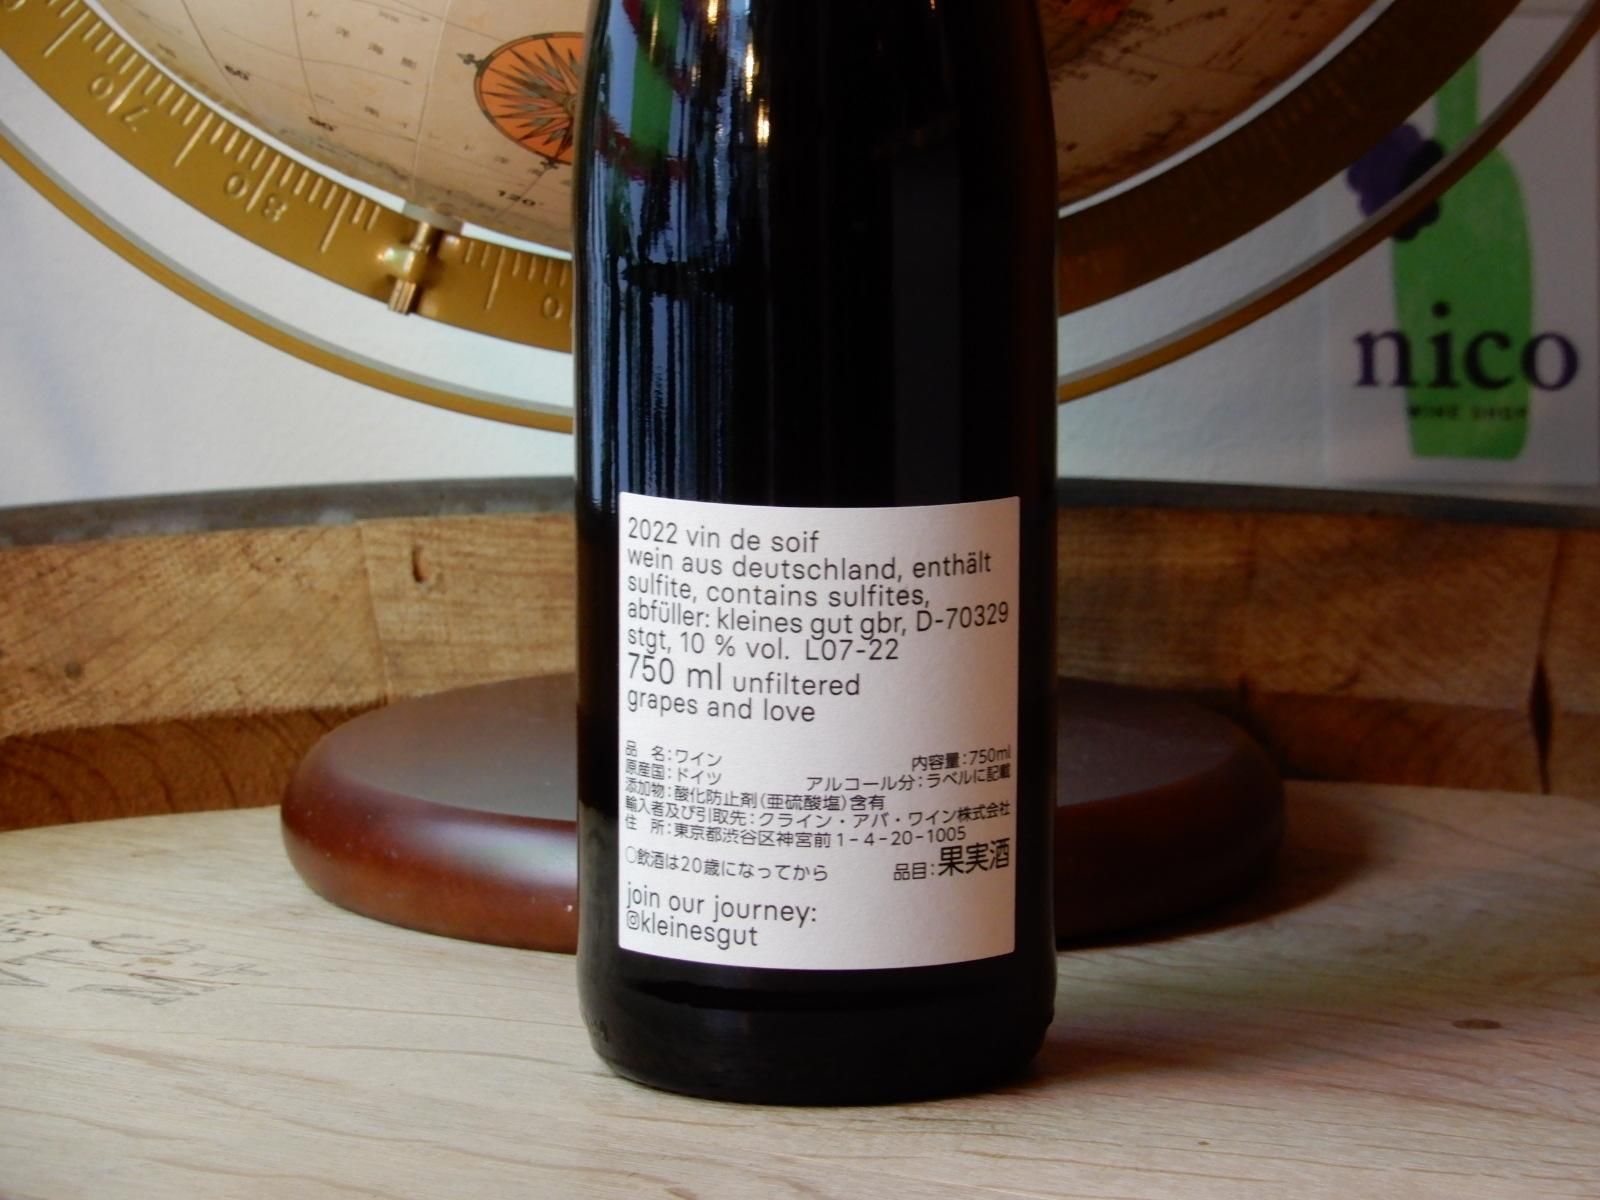 2022 vin de soif
wein aus deutschland, enthält
sulfite, contains sulfites,
abfüller: kleines gut gbr, D-70329
stgt, 10 % vol. L07-22
750 ml unfiltered
grapes and love
品 名：ワイン 内容量：750ml
原産国：ドイツ アルコール分：ラベルに記載
添加物：酸化防止剤（亜硫酸塩）含有
輸入者及び引取先：クライン・アバ・ワイン株式会社
住 所：東京都渋谷区神宮前1-4-20-1005
○飲酒は20歳になってから 品目：果実酒
join our journey:
@kleinesgut
nico
WINE SHOP
120°